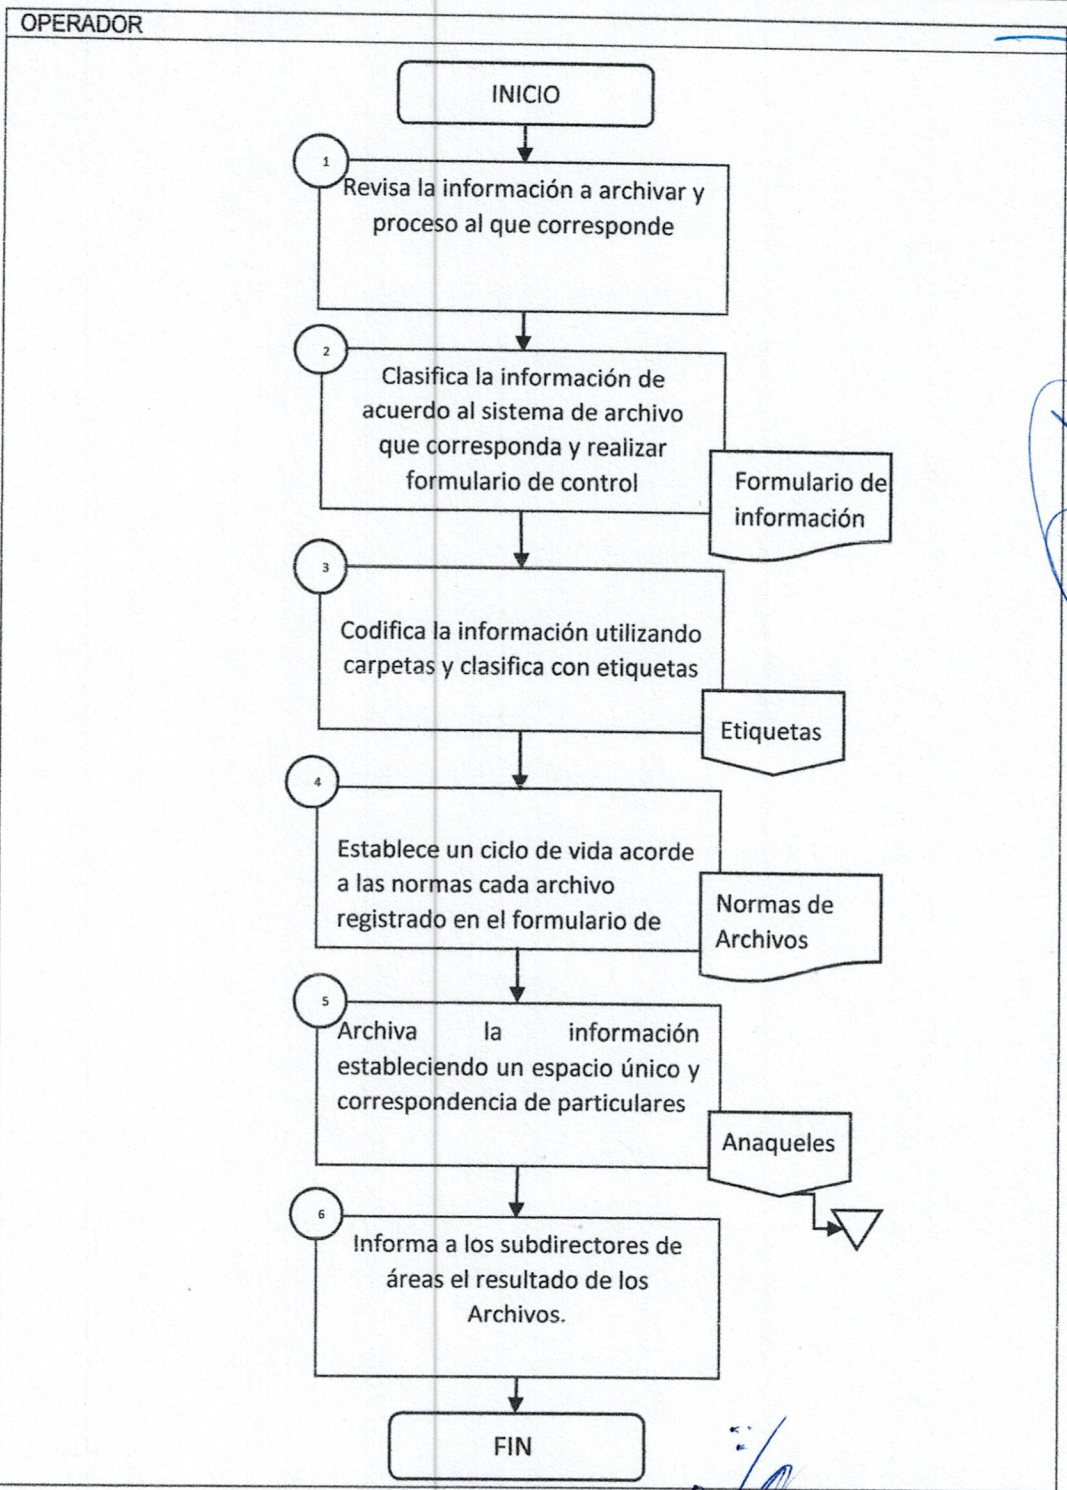 OPERADOR
INICIO
1
Revisa la información a archivar y
proceso al que corresponde
2
Clasifica la información de
acuerdo al sistema de archivo
que corresponda y realizar
formulario de control
Formulario de
información
3
Codifica la información utilizando
carpetas y clasifica con etiquetas
Etiquetas
4
Establece un ciclo de vida acorde
a las normas cada archivo
registrado en el formulario de
Normas de
Archivos
5
Archiva la información
estableciendo un espacio único y
correspondencia de particulares
Anaqueles
6
Informa a los subdirectores de
áreas el resultado de los
Archivos.
FIN